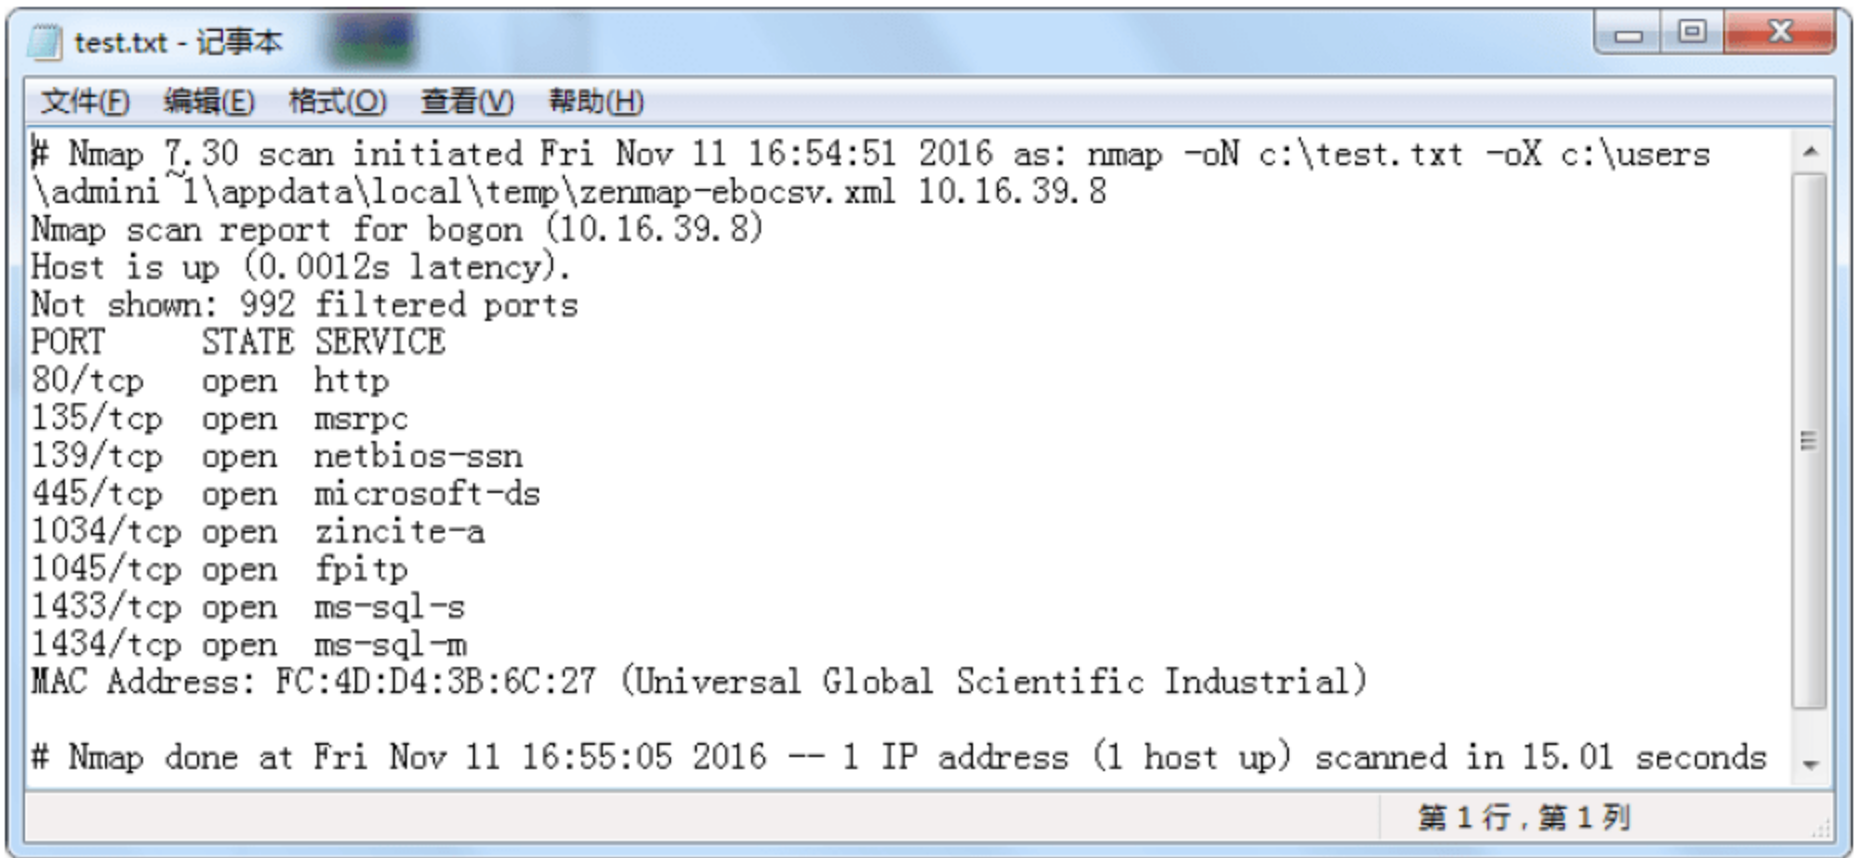 test.txt - 记事本
文件(F) 编辑(E) 格式(O) 查看(V) 帮助(H)
# Nmap 7.30 scan initiated Fri Nov 11 16:54:51 2016 as: nmap -oN c:\test.txt -oX c:\users
\admini~1\appdata\local\temp\zenmap-ebocsv.xml 10.16.39.8
Nmap scan report for bogon (10.16.39.8)
Host is up (0.0012s latency).
Not shown: 992 filtered ports
PORT     STATE SERVICE
80/tcp   open  http
135/tcp  open  msrpc
139/tcp  open  netbios-ssn
445/tcp  open  microsoft-ds
1034/tcp open  zincite-a
1045/tcp open  fpitp
1433/tcp open  ms-sql-s
1434/tcp open  ms-sql-m
MAC Address: FC:4D:D4:3B:6C:27 (Universal Global Scientific Industrial)
# Nmap done at Fri Nov 11 16:55:05 2016 -- 1 IP address (1 host up) scanned in 15.01 seconds
第 1 行，第 1 列